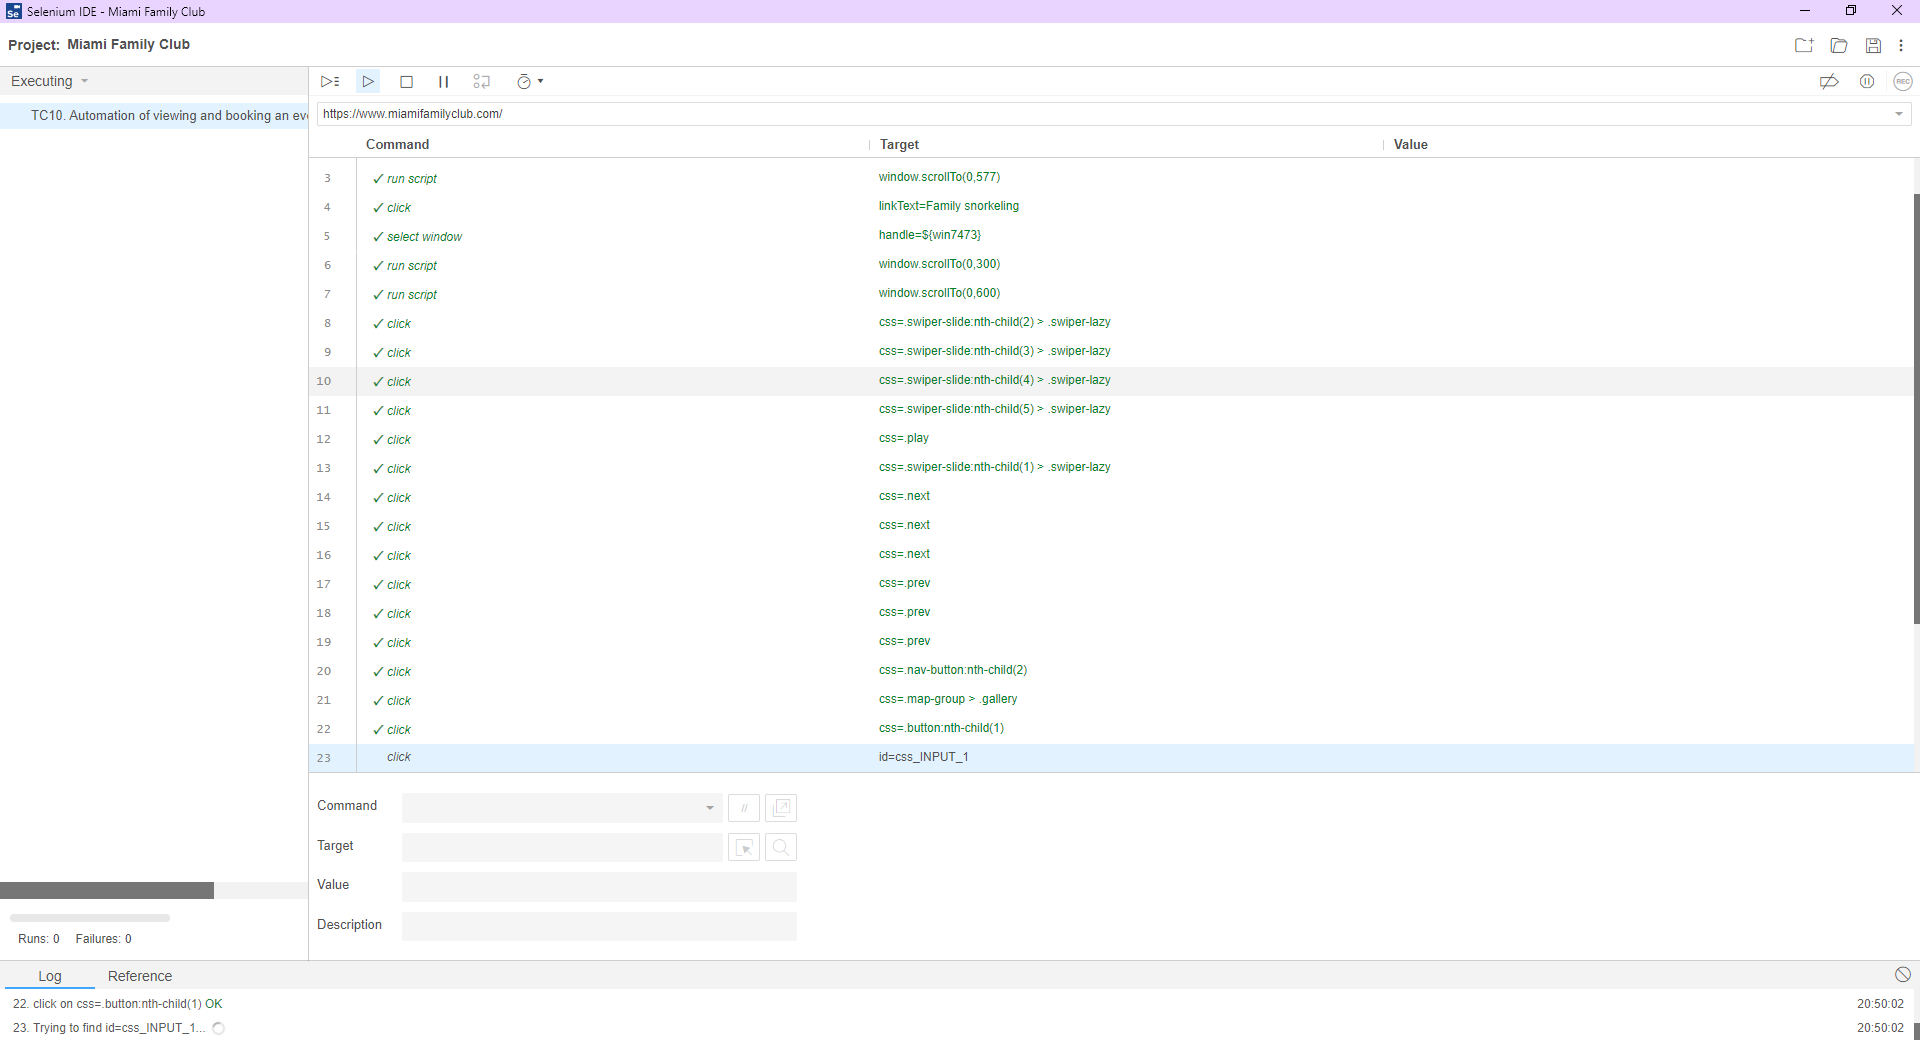 Selenium IDE - Miami Family Club
Project: Miami Family Club
Executing
TC10. Automation of viewing and booking an eve
REC
https://www.miamifamilyclub.com/
Command Target Value
3 ✓ run script window.scrollTo(0,577)
4 ✓ click linkText=Family snorkeling
5 ✓ select window handle=${win7473}
6 ✓ run script window.scrollTo(0,300)
7 ✓ run script window.scrollTo(0,600)
8 ✓ click css=.swiper-slide:nth-child(2) > .swiper-lazy
9 ✓ click css=.swiper-slide:nth-child(3) > .swiper-lazy
10 ✓ click css=.swiper-slide:nth-child(4) > .swiper-lazy
11 ✓ click css=.swiper-slide:nth-child(5) > .swiper-lazy
12 ✓ click css=.play
13 ✓ click css=.swiper-slide:nth-child(1) > .swiper-lazy
14 ✓ click css=.next
15 ✓ click css=.next
16 ✓ click css=.next
17 ✓ click css=.prev
18 ✓ click css=.prev
19 ✓ click css=.prev
20 ✓ click css=.nav-button:nth-child(2)
21 ✓ click css=.map-group > .gallery
22 ✓ click css=.button:nth-child(1)
23 click id=css_INPUT_1
Command //
Target
Value
Description
Runs: 0 Failures: 0
Log Reference
22. click on css=.button:nth-child(1) OK 20:50:02
23. Trying to find id=css_INPUT_1... 20:50:02